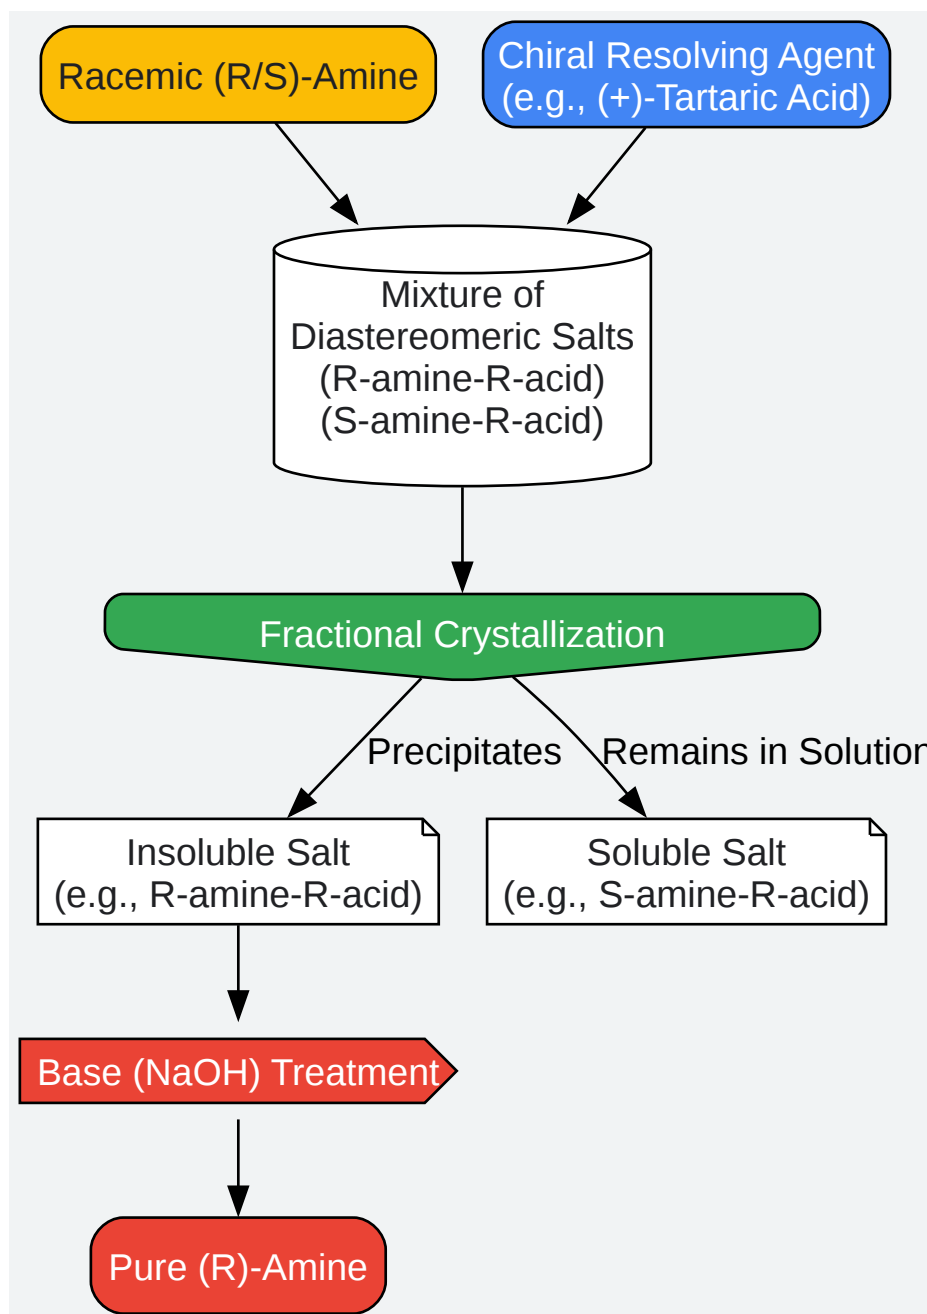 Racemic (R/S)-Amine
Chiral Resolving Agent
(e.g., (+)-Tartaric Acid)
Mixture of
Diastereomeric Salts
(R-amine-R-acid)
(S-amine-R-acid)
Fractional Crystallization
Precipitates
Remains in Solution
Insoluble Salt
(e.g., R-amine-R-acid)
Soluble Salt
(e.g., S-amine-R-acid)
Base (NaOH) Treatment
Pure (R)-Amine